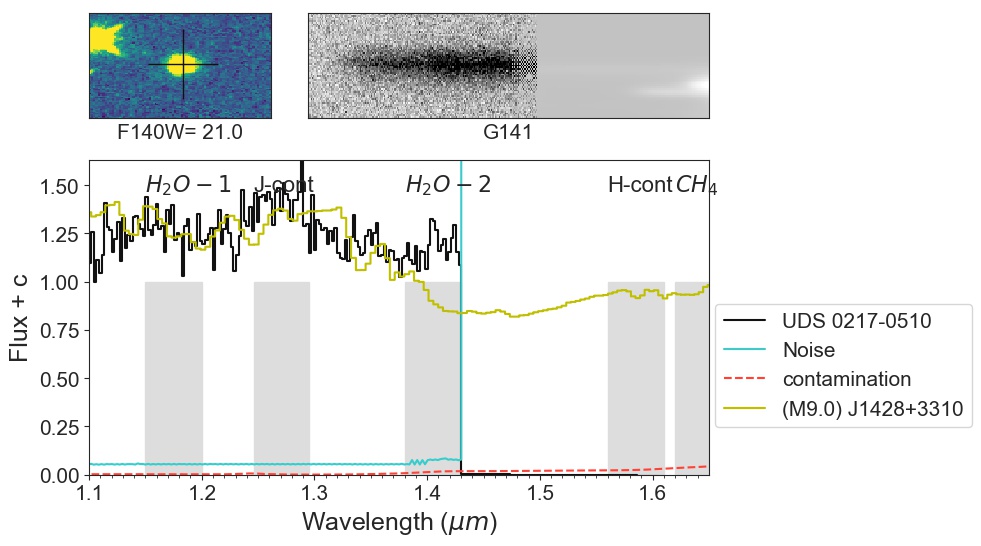 F140W= 21.0
G141
H₂O − 1
J-cont
H₂O − 2
H-cont
CH₄
1.50
1.25
1.00
0.75
0.50
0.25
0.00
Flux + c
1.1
1.2
1.3
1.4
1.5
1.6
Wavelength (μm)
UDS 0217-0510
Noise
contamination
(M9.0) J1428+3310